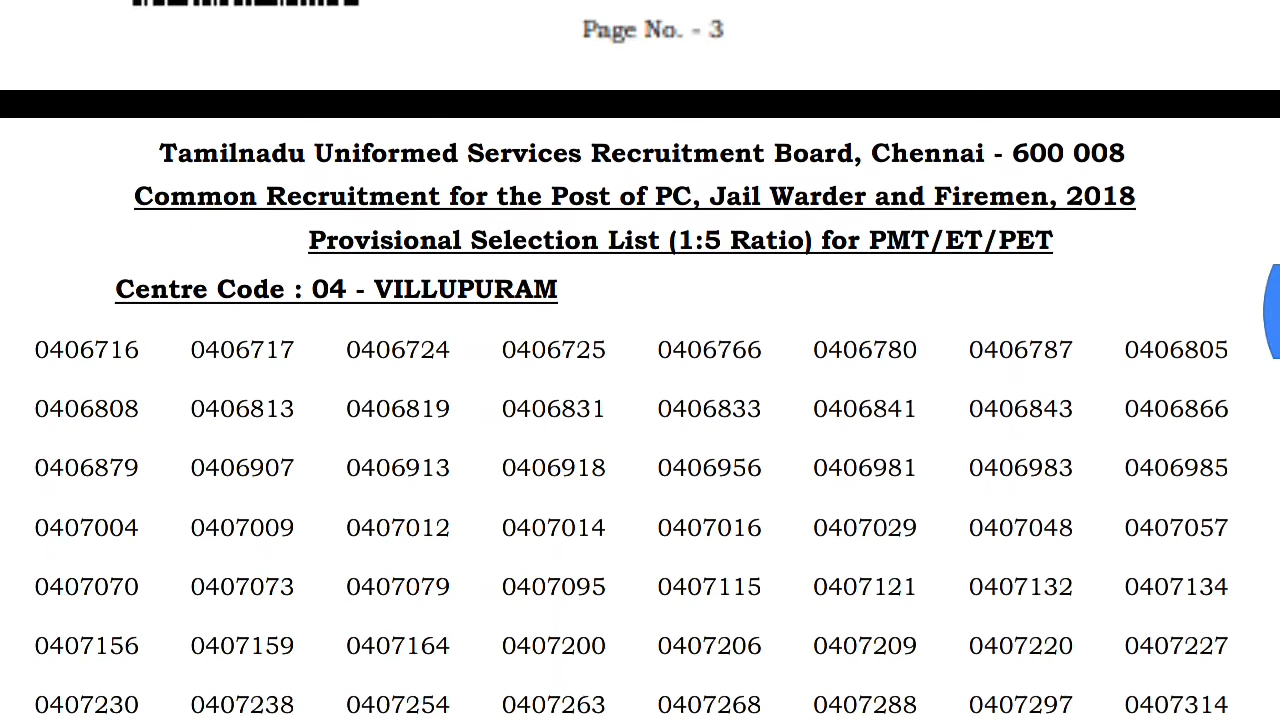 Page No. - 3
Tamilnadu Uniformed Services Recruitment Board, Chennai - 600 008
Common Recruitment for the Post of PC, Jail Warder and Firemen, 2018
Provisional Selection List (1:5 Ratio) for PMT/ET/PET
Centre Code : 04 - VILLUPURAM
0406716 0406717 0406724 0406725 0406766 0406780 0406787 0406805
0406808 0406813 0406819 0406831 0406833 0406841 0406843 0406866
0406879 0406907 0406913 0406918 0406956 0406981 0406983 0406985
0407004 0407009 0407012 0407014 0407016 0407029 0407048 0407057
0407070 0407073 0407079 0407095 0407115 0407121 0407132 0407134
0407156 0407159 0407164 0407200 0407206 0407209 0407220 0407227
0407230 0407238 0407254 0407263 0407268 0407288 0407297 0407314